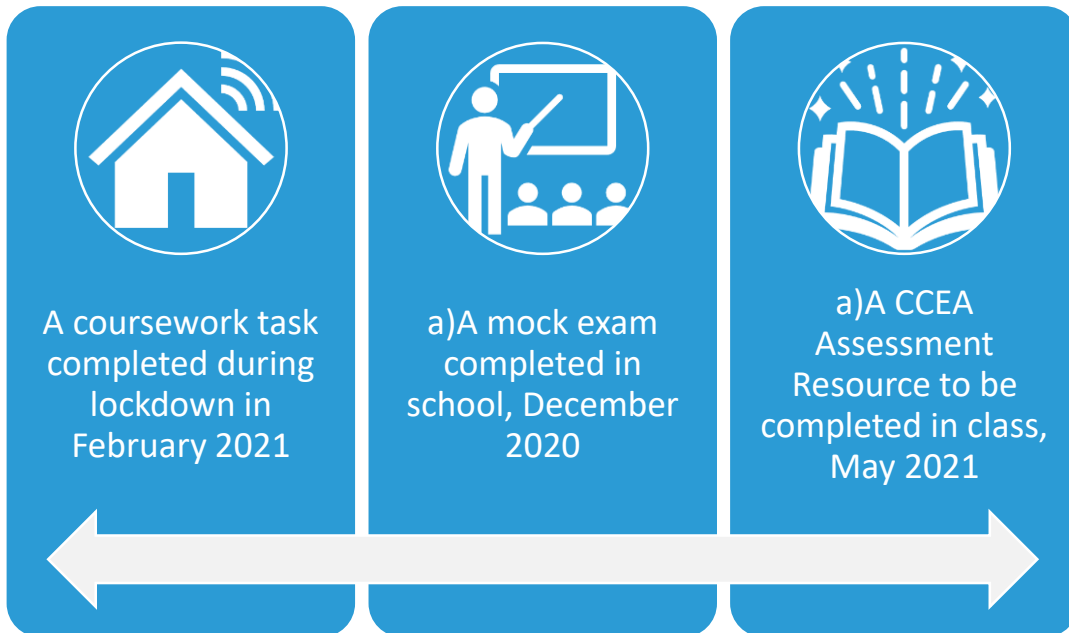 A coursework task
completed during
lockdown in
February 2021
a)A mock exam
completed in
school, December
2020
a)A CCEA
Assessment
Resource to be
completed in class,
May 2021